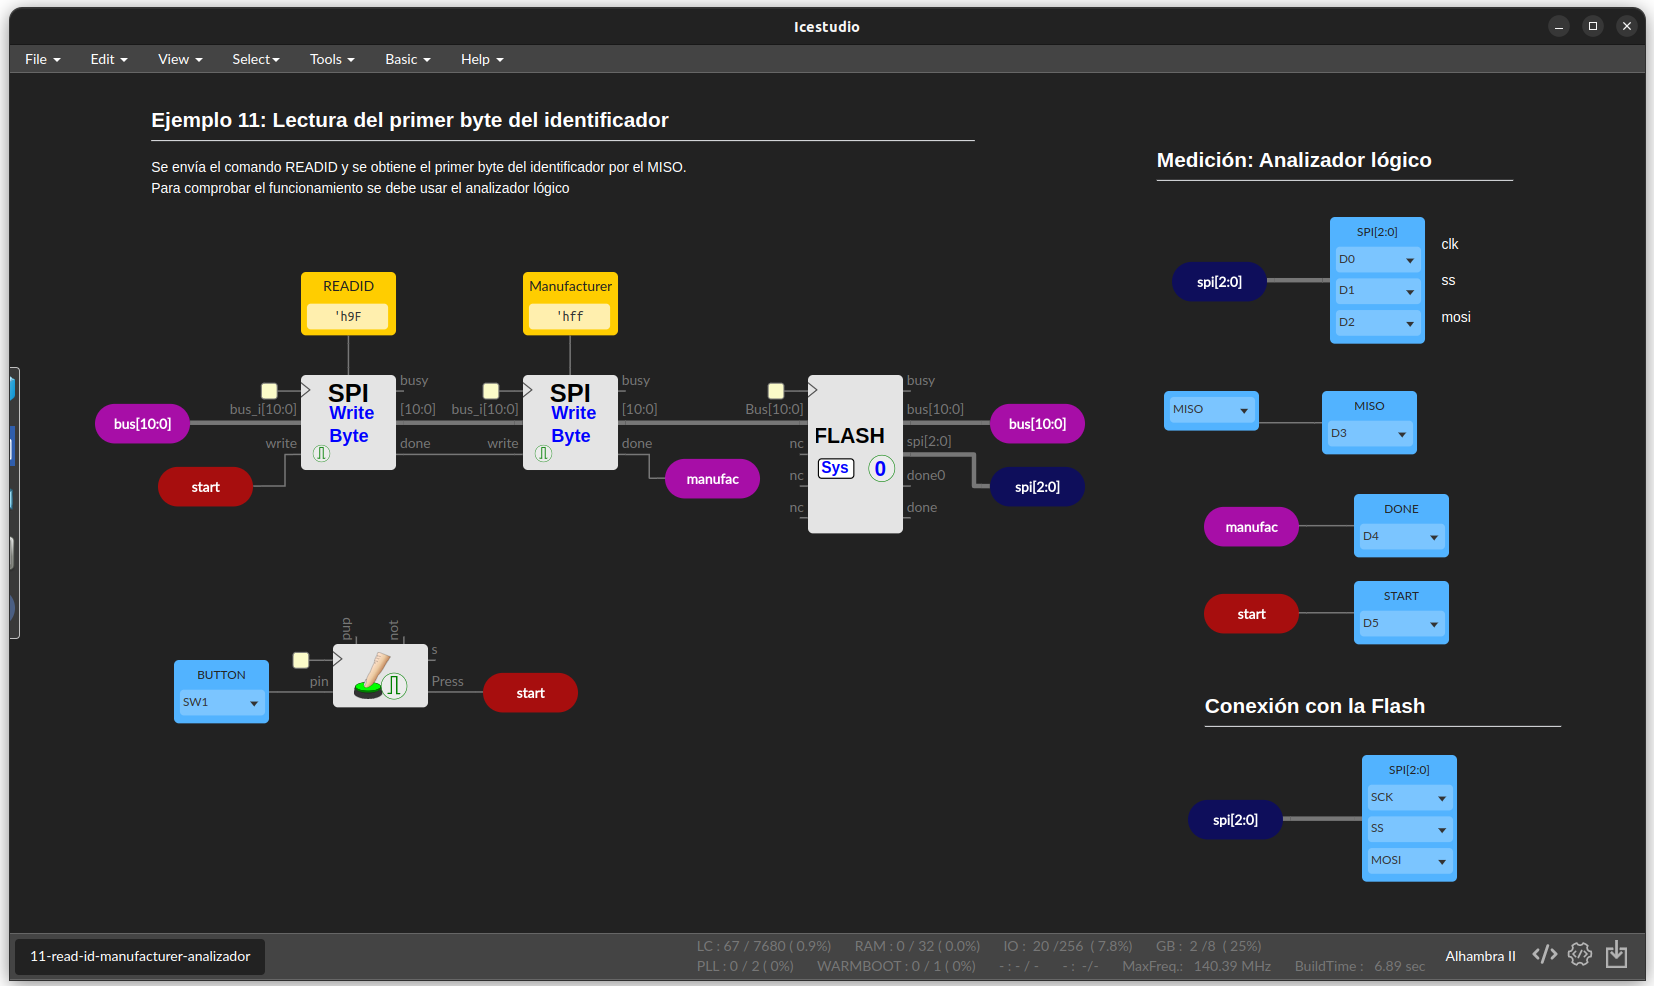 Icestudio
File Edit View Select Tools Basic Help
Ejemplo 11: Lectura del primer byte del identificador
Se envía el comando READID y se obtiene el primer byte del identificador por el MISO.
Para comprobar el funcionamiento se debe usar el analizador lógico
READID
'h9F
Manufacturer
'hff
bus[10:0]
start
bus_i[10:0]
write
SPI
Write
Byte
busy
[10:0]
done
bus_i[10:0]
write
SPI
Write
Byte
busy
[10:0]
done
manufac
Bus[10:0]
nc
nc
nc
FLASH
Sys
0
busy
bus[10:0]
spi[2:0]
done0
done
bus[10:0]
spi[2:0]
BUTTON
SW1
pin
pup
not
s
Press
start
Medición: Analizador lógico
spi[2:0]
SPI[2:0]
D0
D1
D2
clk
ss
mosi
MISO
MISO
D3
manufac
DONE
D4
start
START
D5
Conexión con la Flash
spi[2:0]
SPI[2:0]
SCK
SS
MOSI
11-read-id-manufacturer-analizador
LC : 67 / 7680 ( 0.9%) RAM : 0 / 32 ( 0.0%) IO : 20 /256 ( 7.8%) GB : 2 /8 ( 25%)
PLL : 0 / 2 ( 0%) WARMBOOT : 0 / 1 ( 0%) - : - / - - : -/- MaxFreq.: 140.39 MHz BuildTime : 6.89 sec
Alhambra II